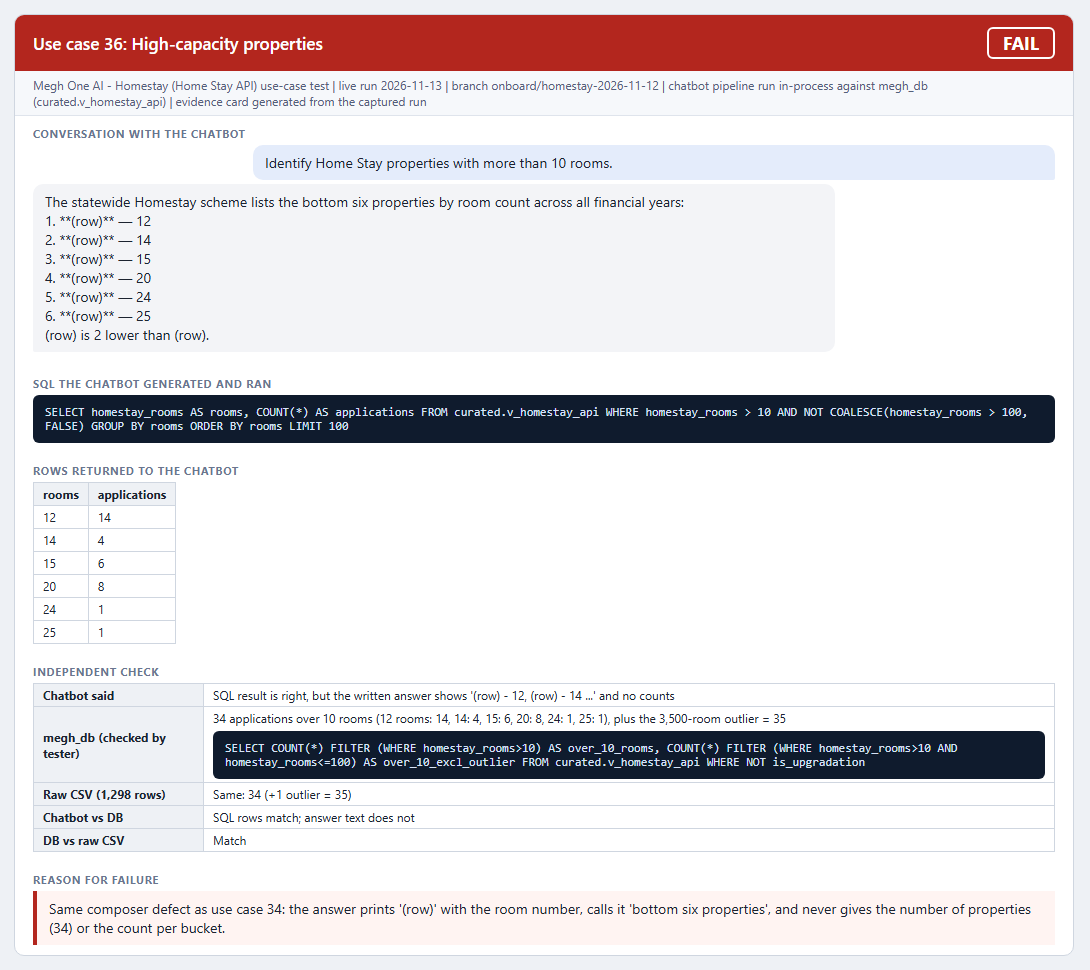 Use case 36: High-capacity properties
FAIL
Megh One AI - Homestay (Home Stay API) use-case test | live run 2026-11-13 | branch onboard/homestay-2026-11-12 | chatbot pipeline run in-process against megh_db
(curated.v_homestay_api) | evidence card generated from the captured run
CONVERSATION WITH THE CHATBOT
Identify Home Stay properties with more than 10 rooms.
The statewide Homestay scheme lists the bottom six properties by room count across all financial years:
1. **(row)** — 12
2. **(row)** — 14
3. **(row)** — 15
4. **(row)** — 20
5. **(row)** — 24
6. **(row)** — 25
(row) is 2 lower than (row).
SQL THE CHATBOT GENERATED AND RAN
SELECT homestay_rooms AS rooms, COUNT(*) AS applications FROM curated.v_homestay_api WHERE homestay_rooms > 10 AND NOT COALESCE(homestay_rooms > 100,
FALSE) GROUP BY rooms ORDER BY rooms LIMIT 100
ROWS RETURNED TO THE CHATBOT
rooms applications
12 14
14 4
15 6
20 8
24 1
25 1
INDEPENDENT CHECK
Chatbot said SQL result is right, but the written answer shows '(row) - 12, (row) - 14 ...' and no counts
megh_db (checked by
tester)
34 applications over 10 rooms (12 rooms: 14, 14: 4, 15: 6, 20: 8, 24: 1, 25: 1), plus the 3,500-room outlier = 35
SELECT COUNT(*) FILTER (WHERE homestay_rooms>10) AS over_10_rooms, COUNT(*) FILTER (WHERE homestay_rooms>10 AND
homestay_rooms<=100) AS over_10_excl_outlier FROM curated.v_homestay_api WHERE NOT is_upgradation
Raw CSV (1,298 rows) Same: 34 (+1 outlier = 35)
Chatbot vs DB SQL rows match; answer text does not
DB vs raw CSV Match
REASON FOR FAILURE
Same composer defect as use case 34: the answer prints '(row)' with the room number, calls it 'bottom six properties', and never gives the number of properties
(34) or the count per bucket.